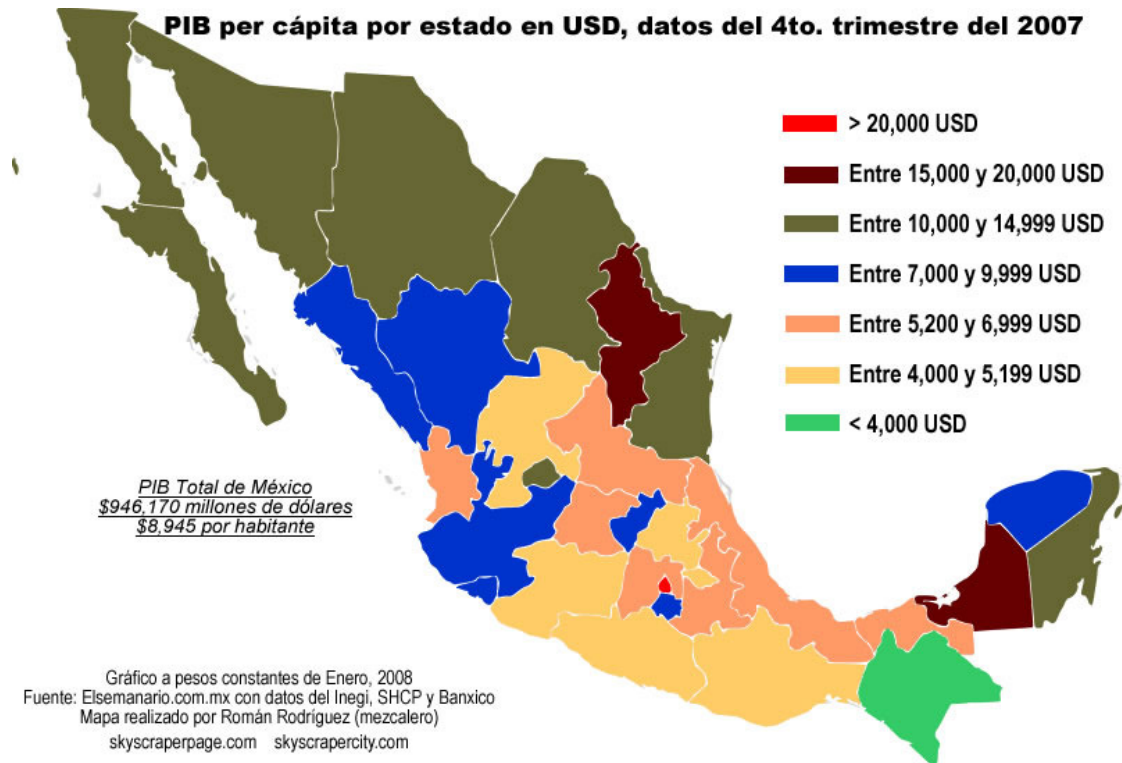 PIB per cápita por estado en USD, datos del 4to. trimestre del 2007
> 20,000 USD
Entre 15,000 y 20,000 USD
Entre 10,000 y 14,999 USD
Entre 7,000 y 9,999 USD
Entre 5,200 y 6,999 USD
Entre 4,000 y 5,199 USD
< 4,000 USD
PIB Total de México
$946,170 millones de dólares
$8,945 por habitante
Gráfico a pesos constantes de Enero, 2008
Fuente: Elsemanario.com.mx con datos del Inegi, SHCP y Banxico
Mapa realizado por Román Rodríguez (mezcalero)
skyscraperpage.com skyscrapercity.com